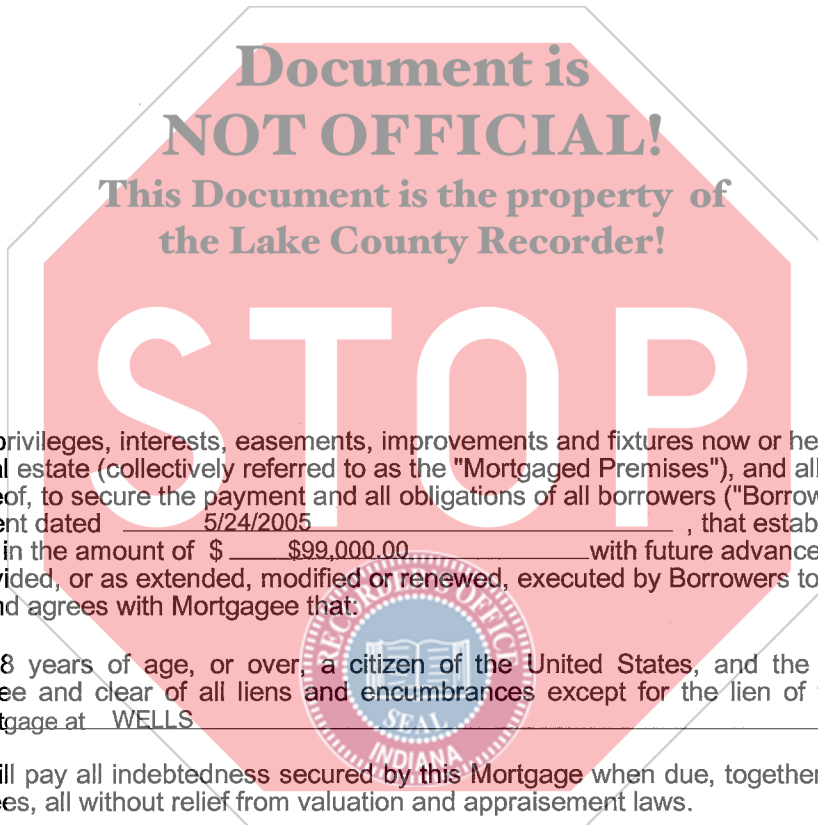 Document is
NOT OFFICIAL!
This Document is the property of
the Lake County Recorder!
STOP
privileges, interests, easements, improvements and fixtures now or he
l estate (collectively referred to as the "Mortgaged Premises"), and all
eof, to secure the payment and all obligations of all borrowers ("Borrow
ent dated 5/24/2005 , that estab
in the amount of $ $99,000.00 with future advance
vided, or as extended, modified or renewed, executed by Borrowers to
nd agrees with Mortgagee that:
RECORDER'S OFFICE
8 years of age, or over, a citizen of the United States, and the
ee and clear of all liens and encumbrances except for the lien of
tgage at WELLS
SEAL
INDIANA
ill pay all indebtedness secured by this Mortgage when due, together
es, all without relief from valuation and appraisement laws.